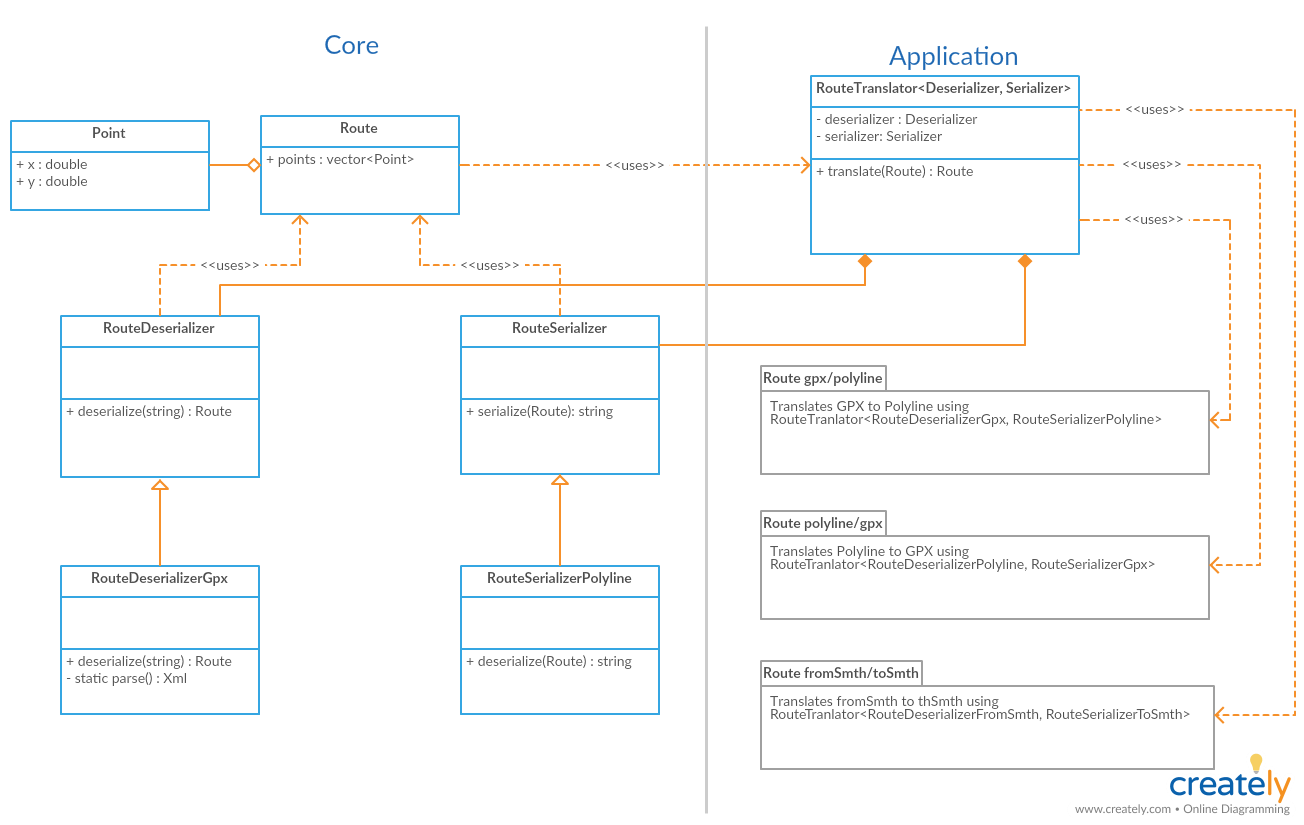 Core
Application
Point
+ x : double
+ y : double
Route
+ points : vector<Point>
<<uses>>
RouteTranslator<Deserializer, Serializer>
- deserializer : Deserializer
- serializer: Serializer
+ translate(Route) : Route
<<uses>>
<<uses>>
<<uses>>
<<uses>>
<<uses>>
RouteDeserializer
+ deserialize(string) : Route
RouteSerializer
+ serialize(Route): string
RouteDeserializerGpx
+ deserialize(string) : Route
- static parse() : Xml
RouteSerializerPolyline
+ deserialize(Route) : string
Route gpx/polyline
Translates GPX to Polyline using
RouteTranlator<RouteDeserializerGpx, RouteSerializerPolyline>
Route polyline/gpx
Translates Polyline to GPX using
RouteTranlator<RouteDeserializerPolyline, RouteSerializerGpx>
Route fromSmth/toSmth
Translates fromSmth to thSmth using
RouteTranlator<RouteDeserializerFromSmth, RouteSerializerToSmth>
creately
www.creately.com • Online Diagramming